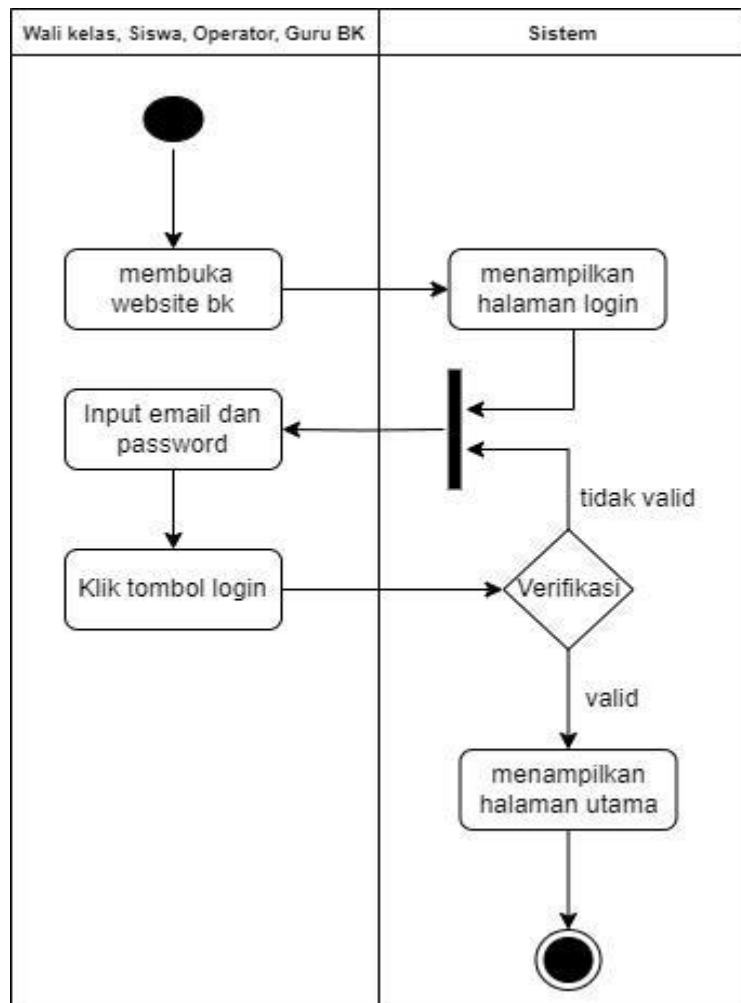 Wali kelas, Siswa, Operator, Guru BK
Sistem
membuka
website bk
menampilkan
halaman login
Input email dan
password
tidak valid
Klik tombol login
Verifikasi
valid
menampilkan
halaman utama